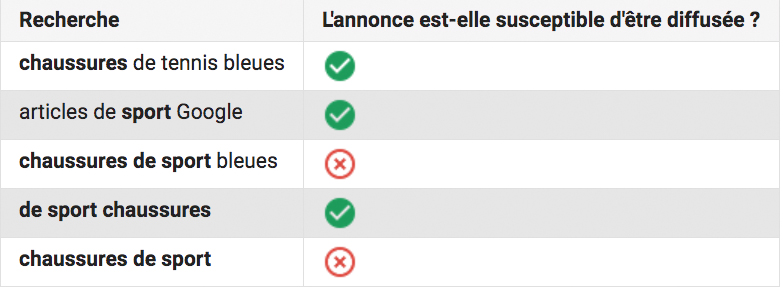 Recherche L'annonce est-elle susceptible d'être diffusée ?
chaussures de tennis bleues
articles de sport Google
chaussures de sport bleues
de sport chaussures
chaussures de sport